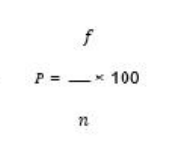 f
P = — × 100
n